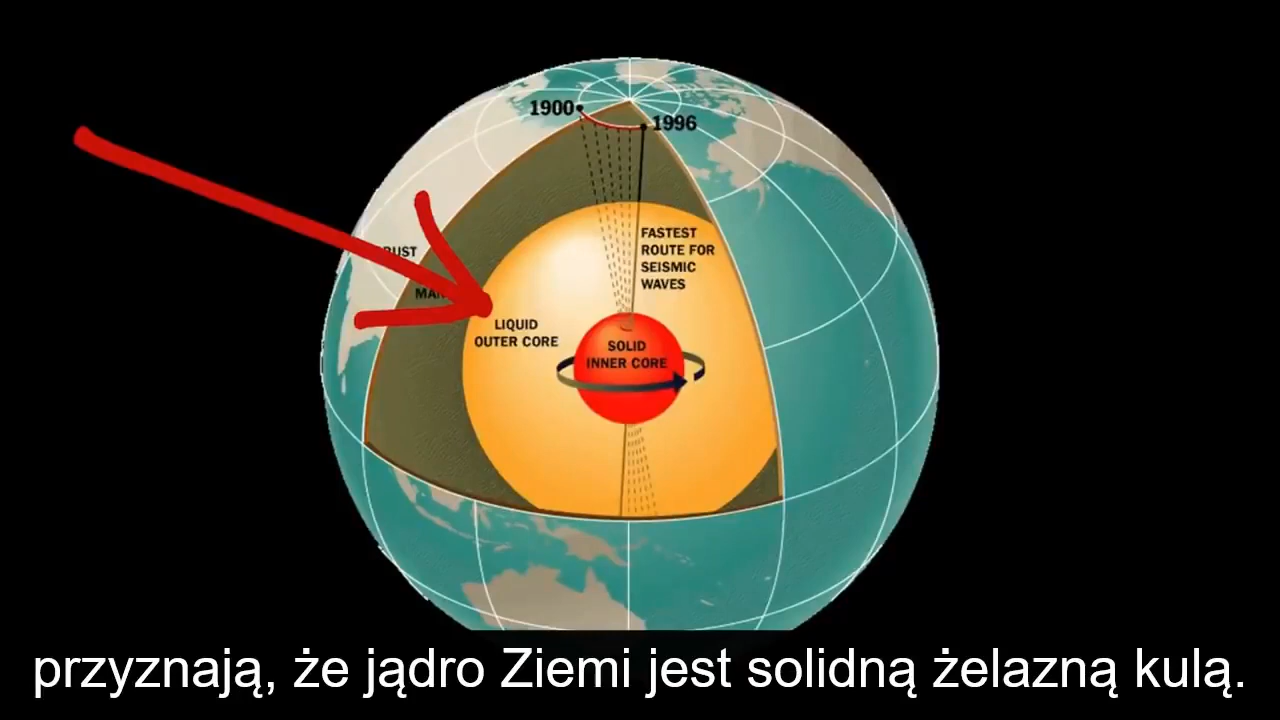 1900
1996
FASTEST
ROUTE FOR
SEISMIC
WAVES
LIQUID
OUTER CORE
SOLID
INNER CORE
przyznają, że jądro Ziemi jest solidną żelazną kulą.